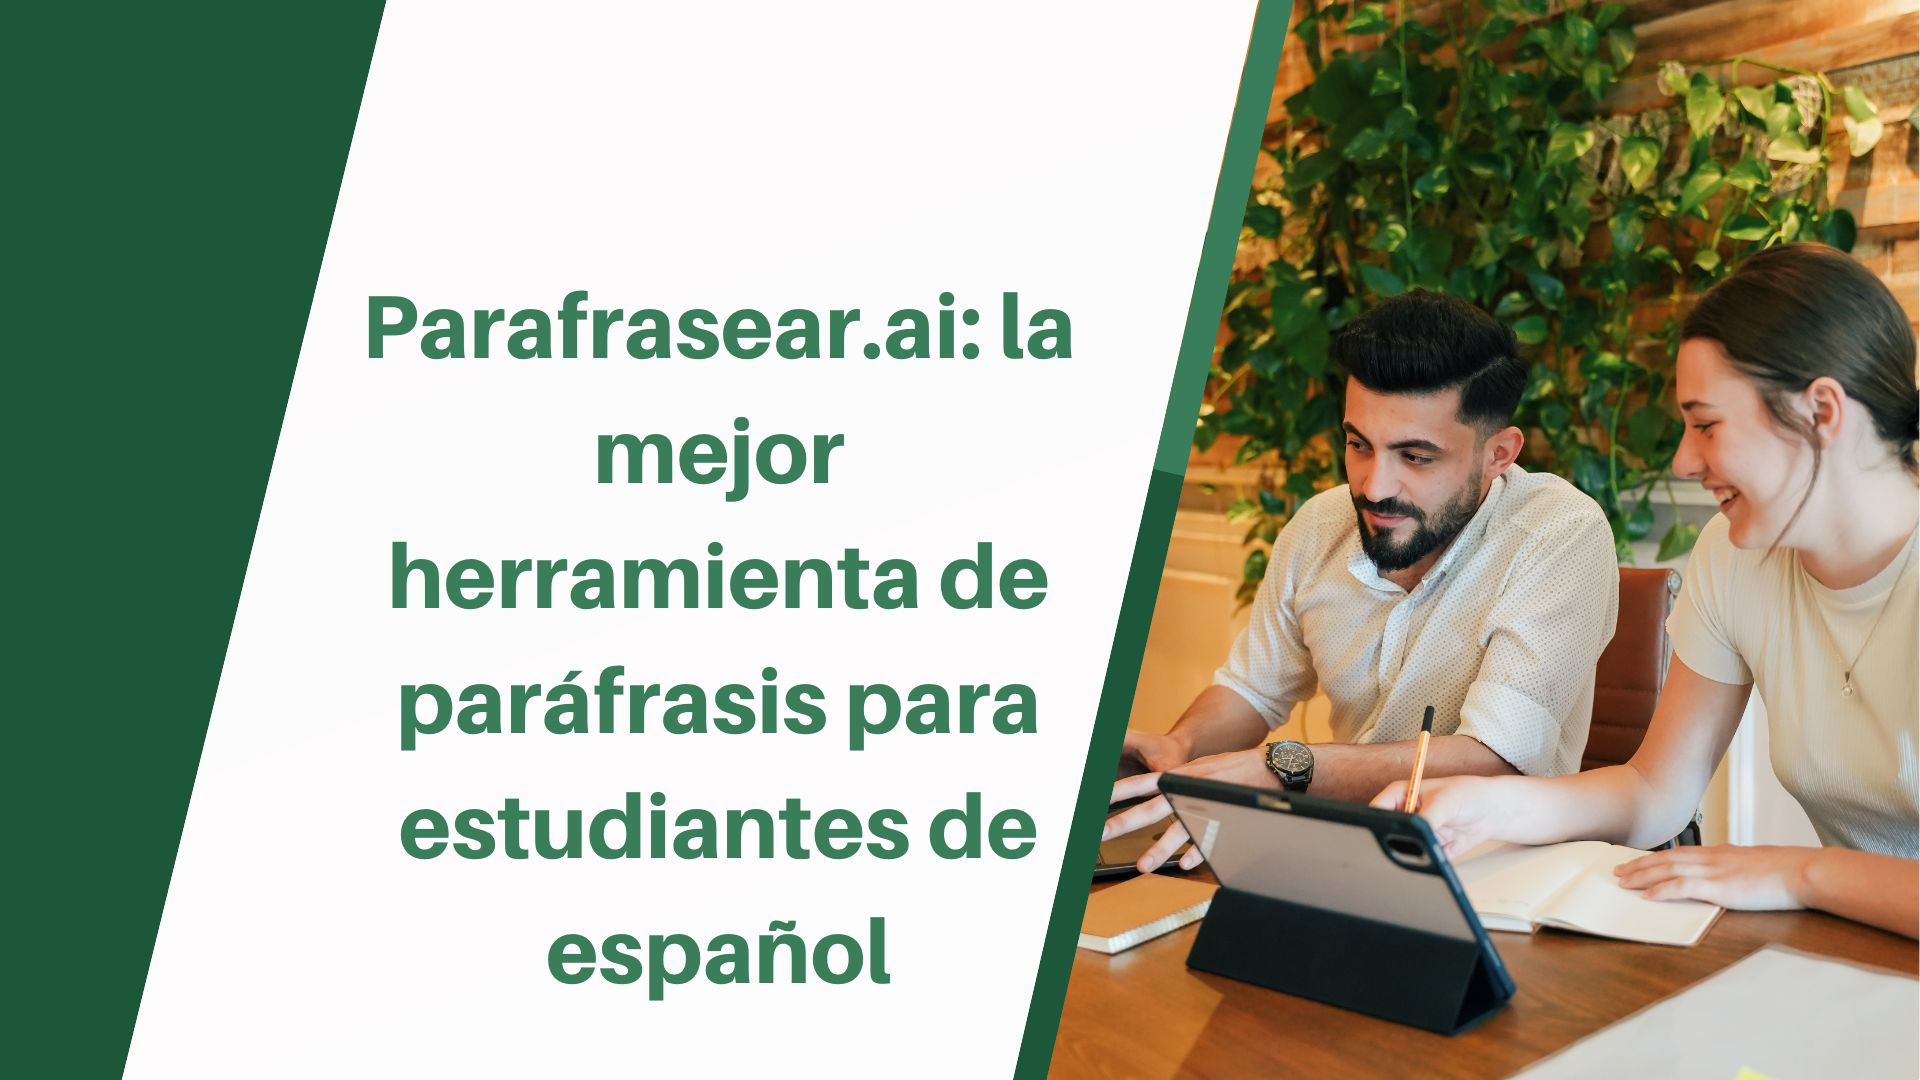 Parafrasear.ai: la
mejor
herramienta de
paráfrasis para
estudiantes de
español